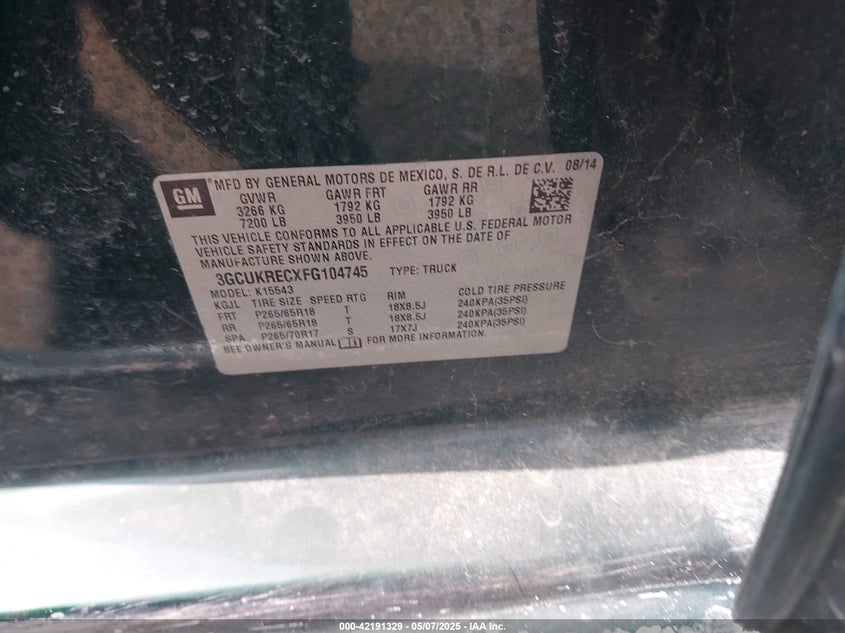 GM
MFD BY GENERAL MOTORS DE MEXICO, S. DE R.L. DE C.V. 08/14
GVWR GAWR FRT GAWR RR
3266 KG 1792 KG 1792 KG
7200 LB 3950 LB 3950 LB
THIS VEHICLE CONFORMS TO ALL APPLICABLE U.S. FEDERAL MOTOR
VEHICLE SAFETY STANDARDS IN EFFECT ON THE DATE OF
MANUFACTURE SHOWN ABOVE.
3GCUKRECXFG104745 TYPE: TRUCK
MODEL: K15543
KGJL TIRE SIZE SPEED RTG RIM COLD TIRE PRESSURE
FRT P265/65R18 T 18X8.5J 240KPA(35PSI)
RR P265/65R18 T 18X8.5J 240KPA(35PSI)
SPA P265/70R17 S 17X7J 240KPA(35PSI)
SEE OWNER'S MANUAL FOR MORE INFORMATION.
000-42191329 - 05/07/2025 - IAA Inc.